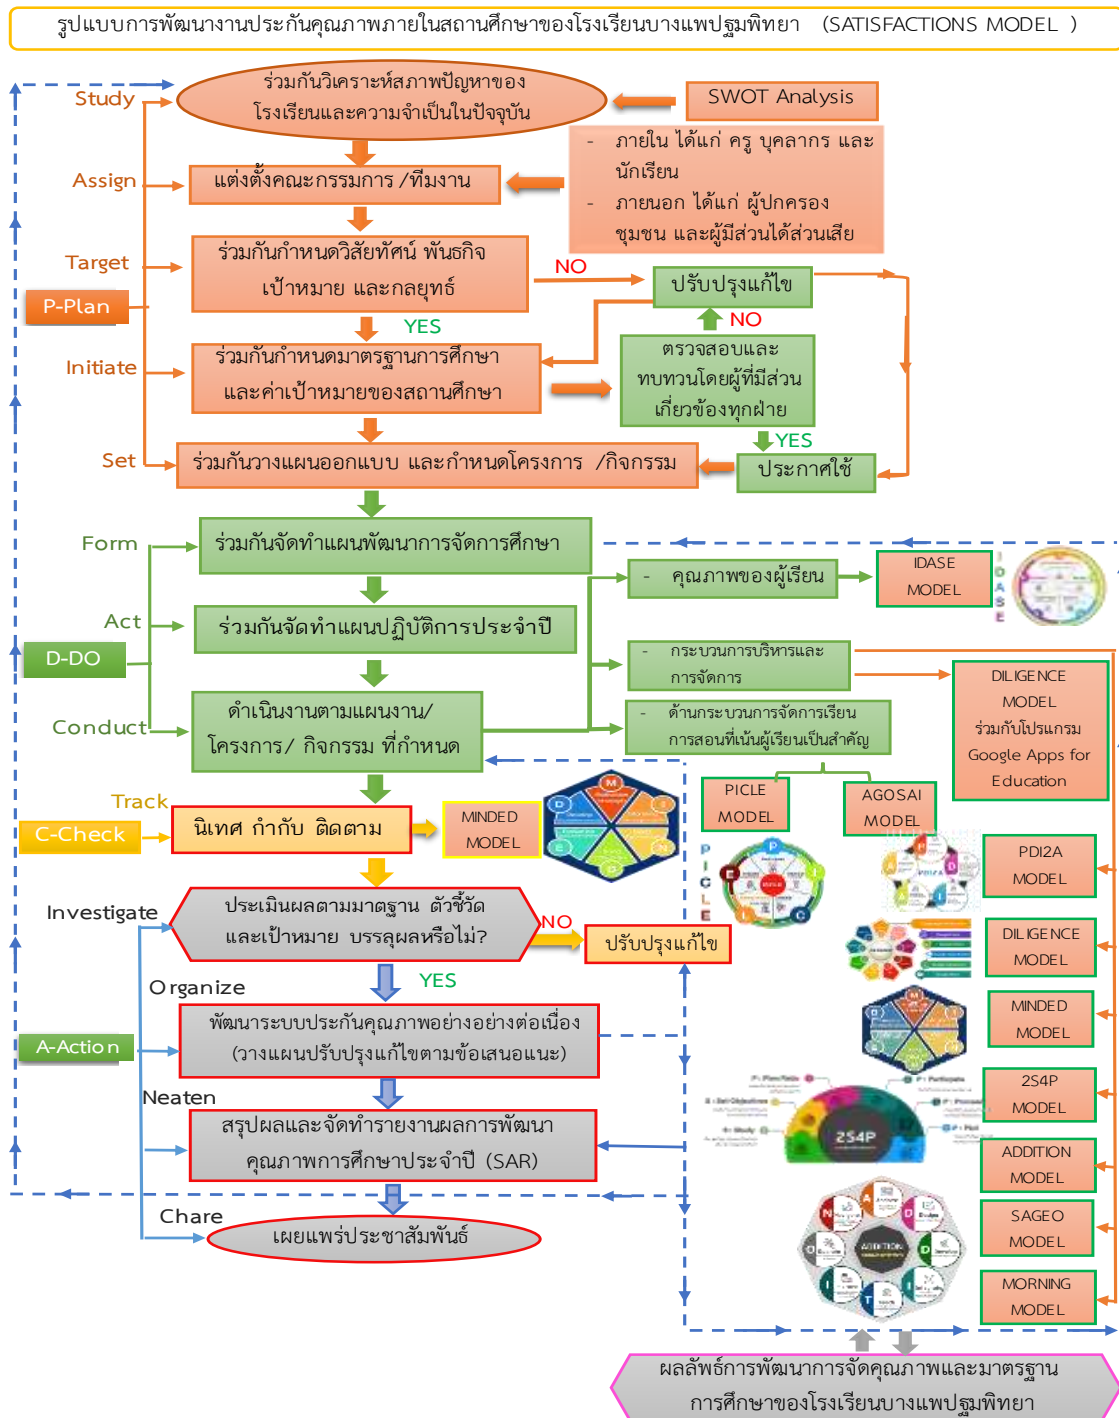 รูปแบบการพัฒนางานประกันคุณภาพภายในสถานศึกษาของโรงเรียนบางแพปฐมพิทยา (SATISFACTIONS MODEL )
ร่วมกันวิเคราะห์สภาพปัญหาของ
โรงเรียนและความจำเป็นในปัจจุบัน
Study
SWOT Analysis
- ภายใน ได้แก่ ครู บุคลากร และ
นักเรียน
- ภายนอก ได้แก่ ผู้ปกครอง
ชุมชน และผู้มีส่วนได้ส่วนเสีย
Assign
แต่งตั้งคณะกรรมการ /ทีมงาน
Target
ร่วมกันกำหนดวิสัยทัศน์ พันธกิจ
เป้าหมาย และกลยุทธ์
NO
ปรับปรุงแก้ไข
P-Plan
YES
NO
Initiate
ร่วมกันกำหนดมาตรฐานการศึกษา
และค่าเป้าหมายของสถานศึกษา
ตรวจสอบและ
ทบทวนโดยผู้ที่มีส่วน
เกี่ยวข้องทุกฝ่าย
YES
Set
ร่วมกันวางแผนออกแบบ และกำหนดโครงการ /กิจกรรม
ประกาศใช้
Form
ร่วมกันจัดทำแผนพัฒนาการจัดการศึกษา
- คุณภาพของผู้เรียน
IDASE
MODEL
I
D
A
S
E
Act
ร่วมกันจัดทำแผนปฏิบัติการประจำปี
D-DO
- กระบวนการบริหารและ
การจัดการ
DILIGENCE
MODEL
ร่วมกับโปรแกรม
Google Apps for
Education
Conduct
ดำเนินงานตามแผนงาน/
โครงการ/ กิจกรรม ที่กำหนด
- ด้านกระบวนการจัดการเรียน
การสอนที่เน้นผู้เรียนเป็นสำคัญ
PICLE
MODEL
AGOSAI
MODEL
Track
C-Check
นิเทศ กำกับ ติดตาม
MINDED
MODEL
P
I
C
L
E
PDI2A
MODEL
Investigate
ประเมินผลตามมาตฐาน ตัวชี้วัด
และเป้าหมาย บรรลุผลหรือไม่?
NO
ปรับปรุงแก้ไข
DILIGENCE
MODEL
YES
Organize
พัฒนาระบบประกันคุณภาพอย่างอย่างต่อเนื่อง
(วางแผนปรับปรุงแก้ไขตามข้อเสนอแนะ)
MINDED
MODEL
A-Action
Neaten
สรุปผลและจัดทำรายงานผลการพัฒนา
คุณภาพการศึกษาประจำปี (SAR)
2S4P
2S4P
MODEL
ADDITION
MODEL
Chare
เผยแพร่ประชาสัมพันธ์
ADDITION
SAGEO
MODEL
MORNING
MODEL
ผลลัพธ์การพัฒนาการจัดคุณภาพและมาตรฐาน
การศึกษาของโรงเรียนบางแพปฐมพิทยา